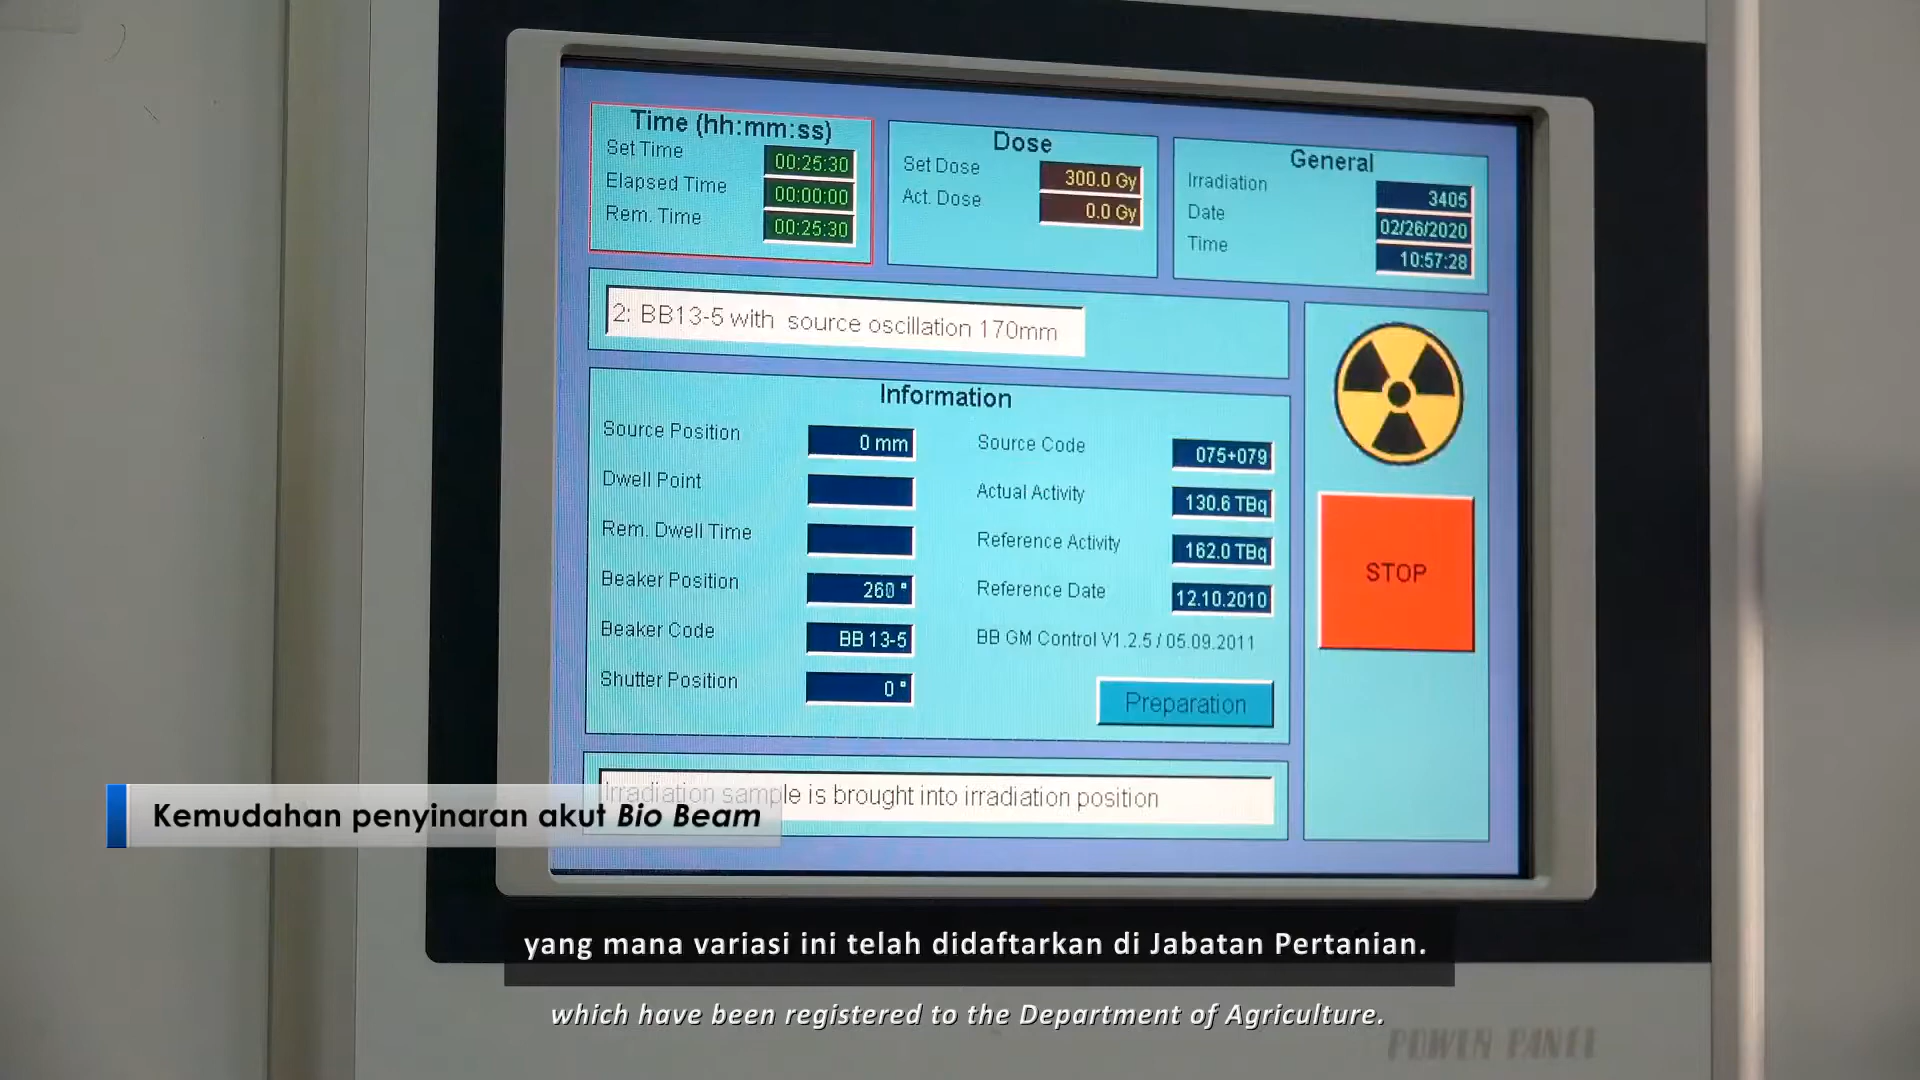 Time (hh:mm:ss)
Set Time 00:25:30
Elapsed Time 00:00:00
Rem. Time 00:25:30
Dose
Set Dose 300.0 Gy
Act. Dose 0.0 Gy
General
Irradiation 3405
Date 02/26/2020
Time 10:57:28
2: BB13-5 with source oscillation 170mm
Information
Source Position 0 mm
Dwell Point
Rem. Dwell Time
Beaker Position 260 °
Beaker Code BB 13-5
Shutter Position 0 °
Source Code 075+079
Actual Activity 130.6 TBq
Reference Activity 162.0 TBq
Reference Date 12.10.2010
BB GM Control V1.2.5 / 05.09.2011
Preparation
STOP
Irradiation sample is brought into irradiation position
Kemudahan penyinaran akut Bio Beam
yang mana variasi ini telah didaftarkan di Jabatan Pertanian.
which have been registered to the Department of Agriculture.
POWER PANEL